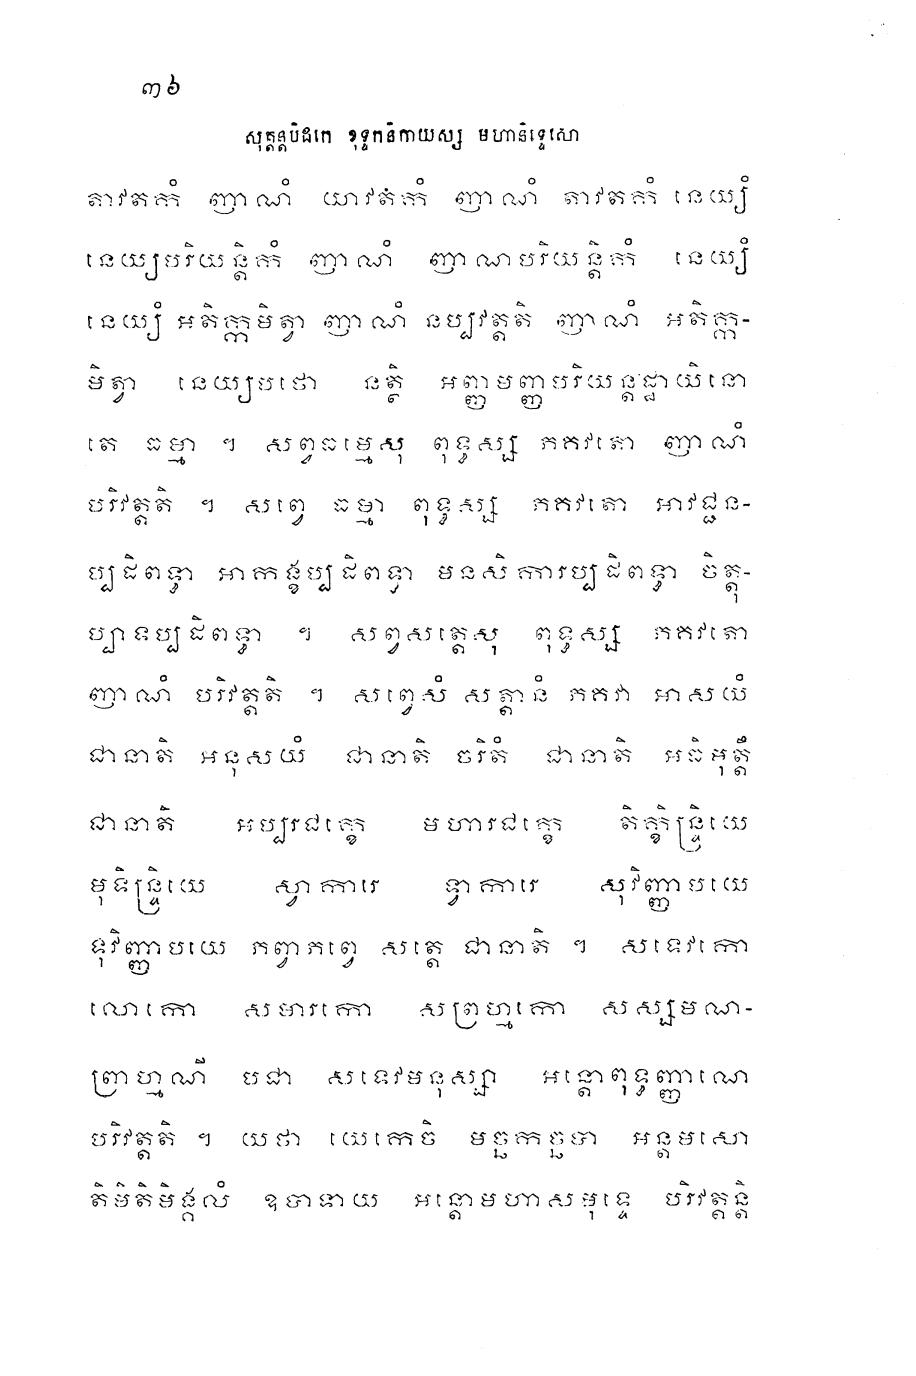 ៣៦
សុត្តន្តបិដកេ ខុទ្ទកនិកាយស្ស មហានិទ្ទេសោ
តាវតកំ ញាណំ យាវតកំ ញាណំ តាវតកំ នេយ្យំ
នេយ្យបរិយន្តិកំ ញាណំ ញាណបរិយន្តិកំ នេយ្យំ
នេយ្យំ អតិក្កមិត្វា ញាណំ នប្បវត្តតិ ញាណំ អតិក្ក-
មិត្វា នេយ្យបថោ នត្ថិ អញ្ញាមញ្ញបរិយន្តដ្ឋាយិនោ
តេ ធម្មា ។ សព្វធម្មេសុ ពុទ្ធស្ស ភគវតោ ញាណំ
បរិវត្តតិ ។ សព្វេ ធម្មា ពុទ្ធស្ស ភគវតោ អាវជ្ជន-
ប្បដិពទ្ធា អាកង្ខប្បដិពទ្ធា មនសិការប្បដិពទ្ធា ចិត្តុ-
ប្បាទប្បដិពទ្ធា ។ សព្វសត្តេសុ ពុទ្ធស្ស ភគវតោ
ញាណំ បរិវត្តតិ ។ សព្វេសំ សត្តានំ ភគវា អាសយំ
ជានាតិ អនុសយំ ជានាតិ ចរិតំ ជានាតិ អធិមុត្តឹ
ជានាតិ អប្បរជក្ខេ មហារជក្ខេ តិក្ខិន្ទ្រិយេ
មុទិន្ទ្រិយេ ស្វាការេ ទ្វាការេ សុវិញ្ញាបយេ
ទុវិញ្ញាបយេ ភព្វាភព្វេ សត្តេ ជានាតិ ។ សទេវកោ
លោកោ សមារកោ សព្រហ្មកោ សស្សមណ-
ព្រាហ្មណី បជា សទេវមនុស្សា អន្តោពុទ្ធញ្ញាណេ
បរិវត្តតិ ។ យថា យេកេចិ មច្ឆកច្ឆបា អន្តមសោ
តិមិតិមិង្គលំ ឧបាទាយ អន្តោមហាសមុទ្ទេ បរិវត្តន្តិ